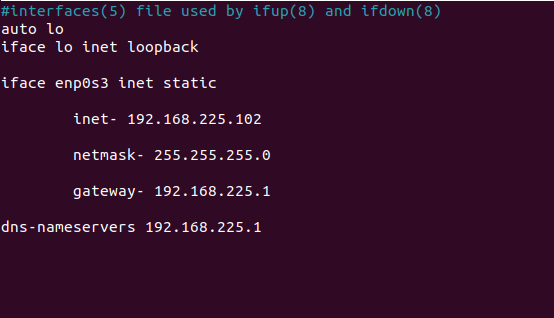 #interfaces(5) file used by ifup(8) and ifdown(8)
auto lo
iface lo inet loopback
iface enp0s3 inet static
inet- 192.168.225.102
netmask- 255.255.255.0
gateway- 192.168.225.1
dns-nameservers 192.168.225.1